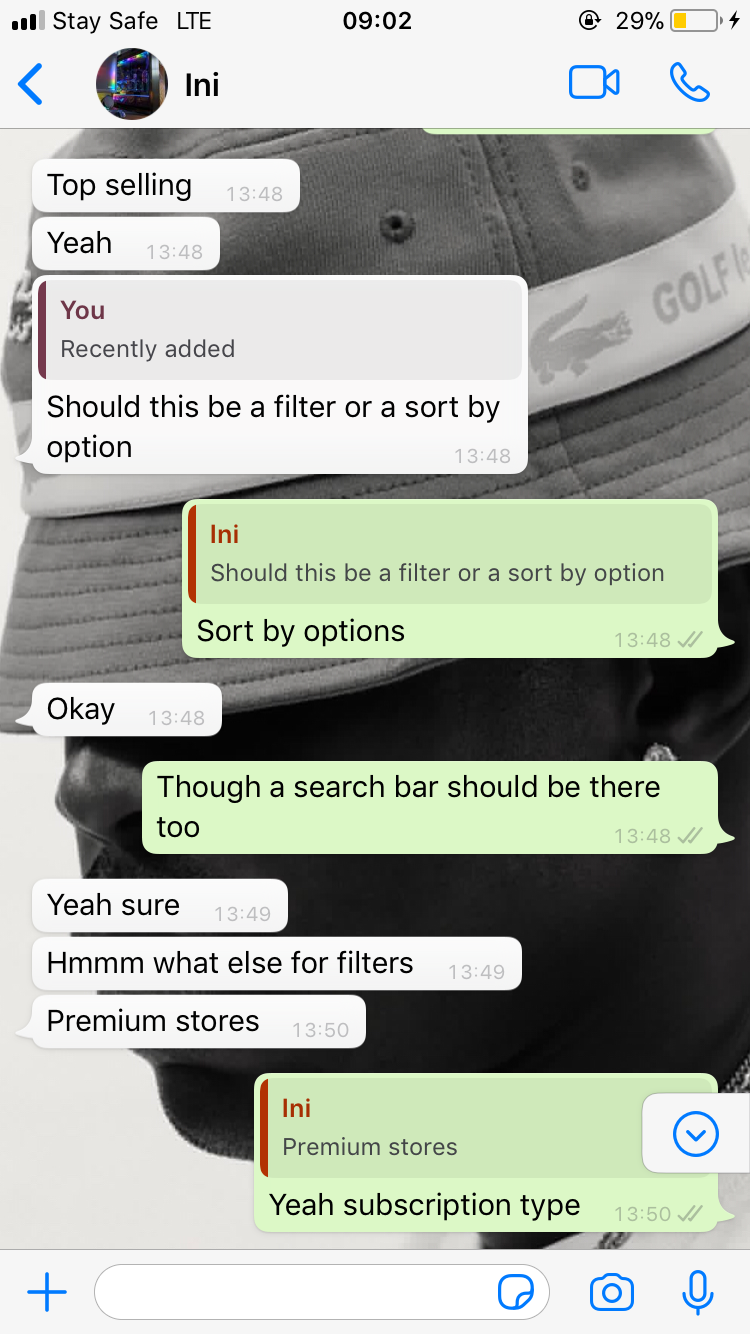 Stay Safe LTE 09:02 29%
Ini
Top selling 13:48
Yeah 13:48
You
Recently added
Should this be a filter or a sort by
option 13:48
GOLF le
Ini
Should this be a filter or a sort by option
Sort by options 13:48
Okay 13:48
Though a search bar should be there
too 13:48
Yeah sure 13:49
Hmmm what else for filters 13:49
Premium stores 13:50
Ini
Premium stores
Yeah subscription type 13:50